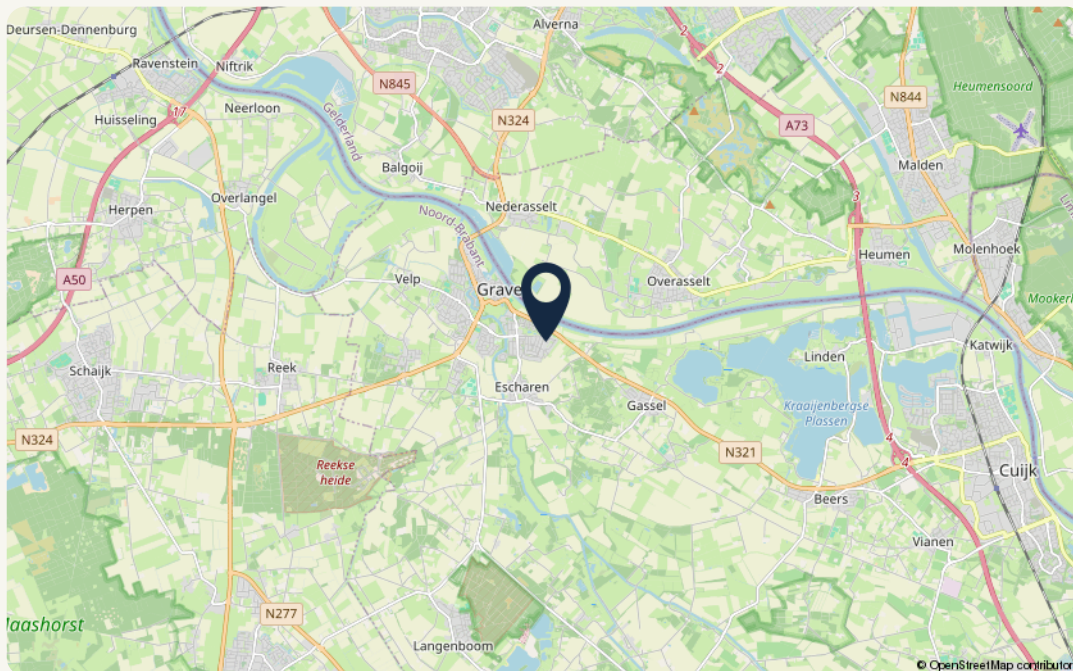 Alverna
Deursen-Dennenburg
Ravenstein
Niftrik
N845
2
2
Heumensoord
Neerloon
17
Huisseling
Gelderland
N324
N844
A73
Balgoij
Malden
3
Overlangel
Herpen
Nederasselt
Noord-Brabant
Heumen
Molenhoek
A50
Velp
Grave
Overasselt
Linden
Katwijk
Schaijk
Reek
Escharen
Gassel
Kraaijenbergse
Plassen
N324
4
4
N321
Reekse
heide
Cuijk
Beers
Vianen
N277
Langenboom
© OpenStreetMap contributor